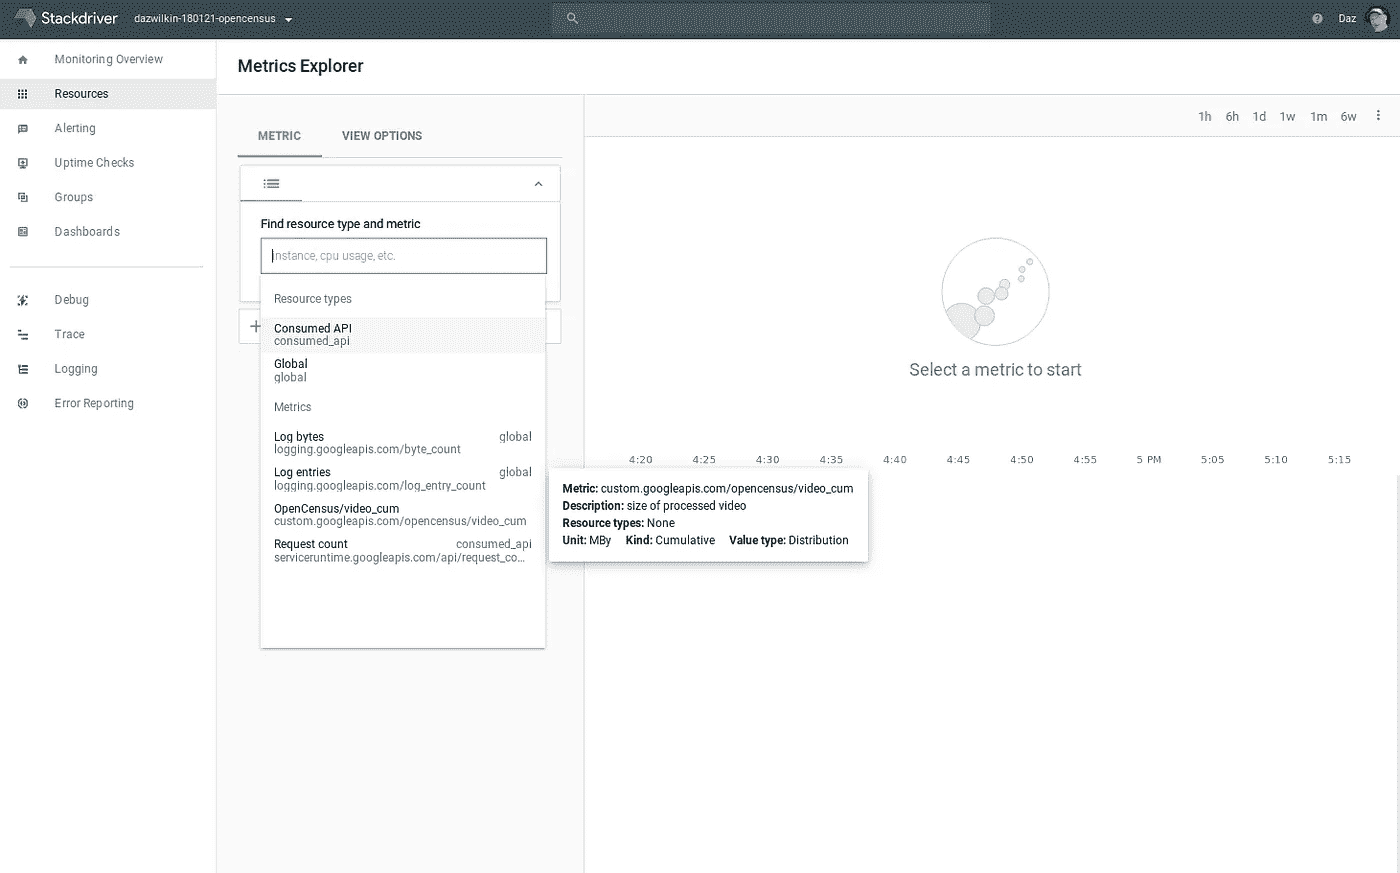 Stackdriver dazwilkin-180121-opencensus Daz
Monitoring Overview
Resources
Alerting
Uptime Checks
Groups
Dashboards
Debug
Trace
Logging
Error Reporting
Metrics Explorer
METRIC VIEW OPTIONS
Find resource type and metric
Instance, cpu usage, etc.
Resource types
Consumed API
consumed_api
Global
global
Metrics
Log bytes global
logging.googleapis.com/byte_count
Log entries global
logging.googleapis.com/log_entry_count
OpenCensus/video_cum
custom.googleapis.com/opencensus/video_cum
Request count consumed_api
serviceruntime.googleapis.com/api/request_co...
1h 6h 1d 1w 1m 6w
Select a metric to start
4:20 4:25 4:30 4:35 4:40 4:45 4:50 4:55 5 PM 5:05 5:10 5:15
Metric: custom.googleapis.com/opencensus/video_cum
Description: size of processed video
Resource types: None
Unit: MBy Kind: Cumulative Value type: Distribution